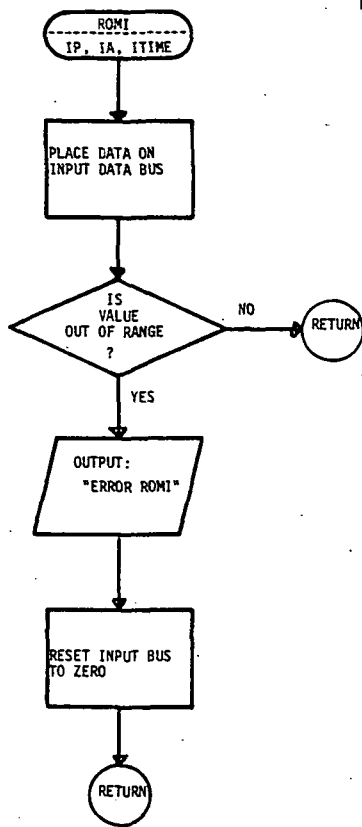 ROMI
IP, IA, ITIME
PLACE DATA ON
INPUT DATA BUS
IS
VALUE
OUT OF RANGE
?
NO
RETURN
YES
OUTPUT:
"ERROR ROMI"
RESET INPUT BUS
TO ZERO
RETURN